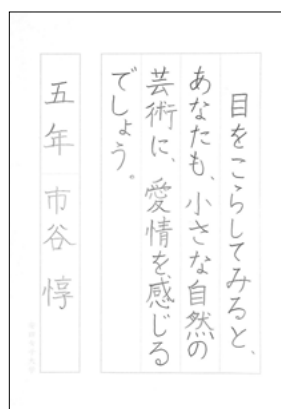 目をこらしてみると、
あなたも、小さな自然の
芸術に、愛情を感じる
でしょう。
五年 市谷 惇